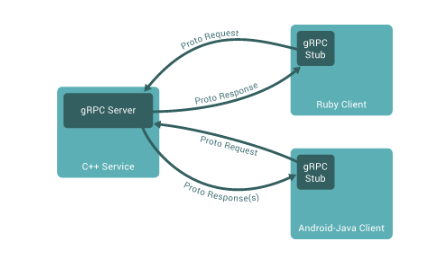 Proto Request
gRPC
Stub
Proto Response
Ruby Client
gRPC Server
C++ Service
Proto Request
gRPC
Stub
Proto Response(s)
Android-Java Client